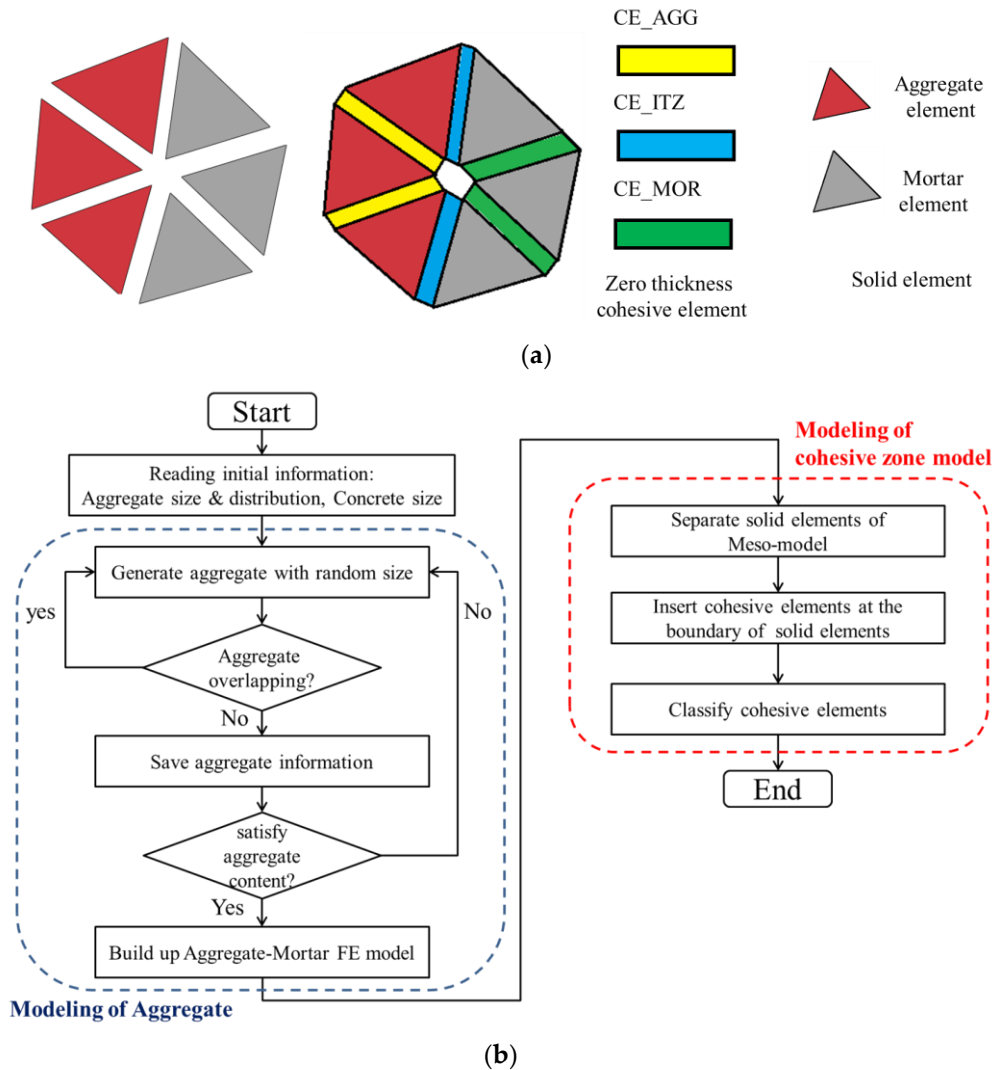 CE_AGG
CE_ITZ
CE_MOR
Zero thickness
cohesive element
Aggregate
element
Mortar
element
Solid element
(a)
Start
Reading initial information:
Aggregate size & distribution, Concrete size
Generate aggregate with random size
yes
No
Aggregate
overlapping?
No
Save aggregate information
satisfy
aggregate
content?
Yes
Build up Aggregate-Mortar FE model
Modeling of Aggregate
Modeling of
cohesive zone model
Separate solid elements of
Meso-model
Insert cohesive elements at the
boundary of solid elements
Classify cohesive elements
End
(b)